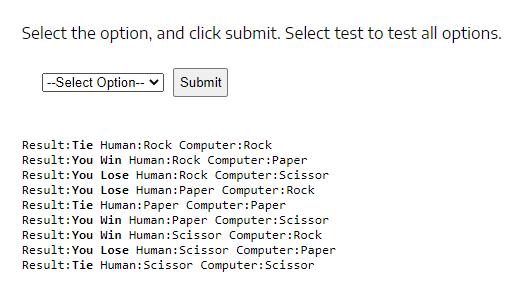 Select the option, and click submit. Select test to test all options.
--Select Option-- Submit
Result:Tie Human:Rock Computer:Rock
Result:You Win Human:Rock Computer:Paper
Result:You Lose Human:Rock Computer:Scissor
Result:You Lose Human:Paper Computer:Rock
Result:Tie Human:Paper Computer:Paper
Result:You Win Human:Paper Computer:Scissor
Result:You Win Human:Scissor Computer:Rock
Result:You Lose Human:Scissor Computer:Paper
Result:Tie Human:Scissor Computer:Scissor